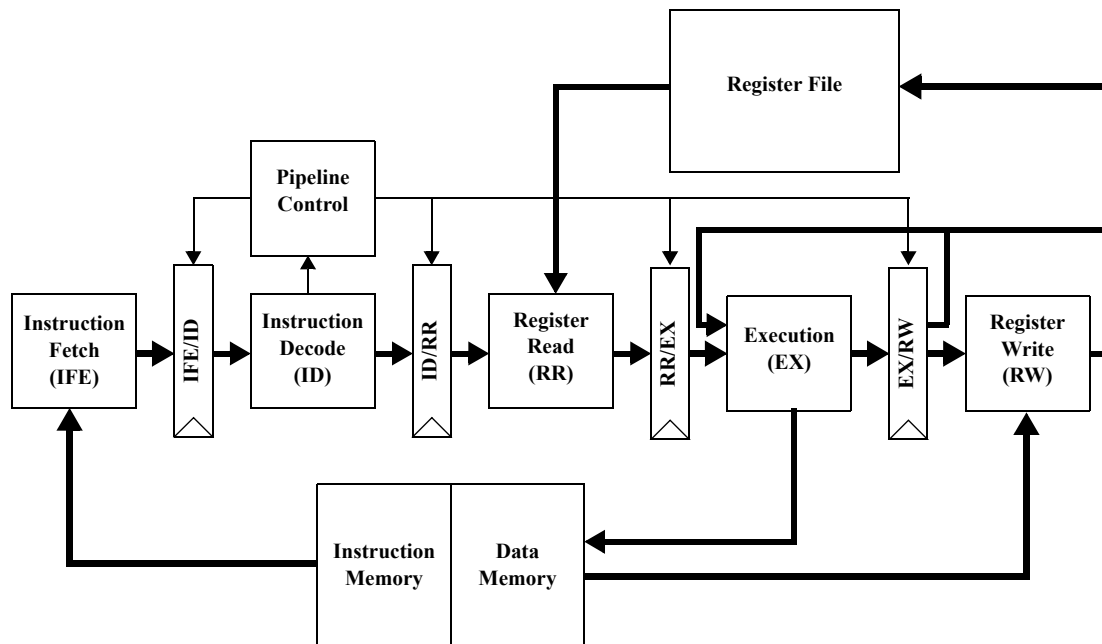 Register File
Pipeline
Control
Instruction
Fetch
(IFE)
IFE/ID
Instruction
Decode
(ID)
ID/RR
Register
Read
(RR)
RR/EX
Execution
(EX)
EX/RW
Register
Write
(RW)
Instruction
Memory
Data
Memory